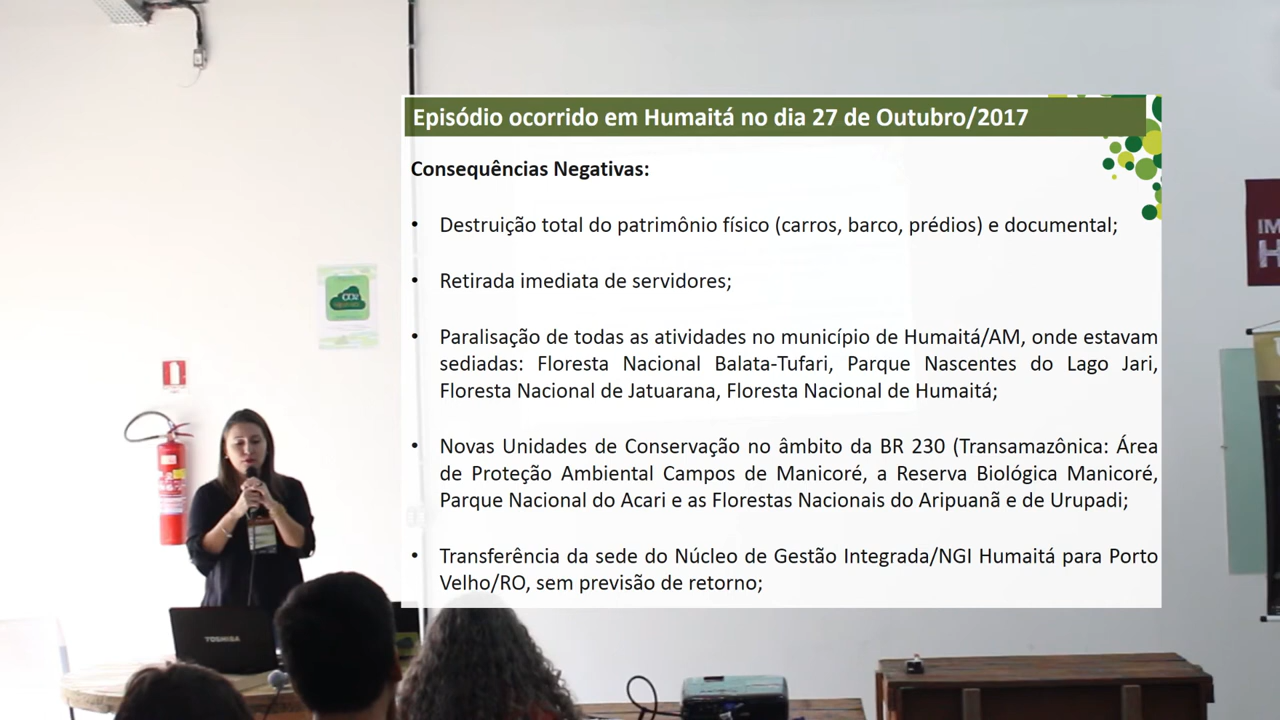 Episódio ocorrido em Humaitá no dia 27 de Outubro/2017
Consequências Negativas:
• Destruição total do patrimônio físico (carros, barco, prédios) e documental;
• Retirada imediata de servidores;
• Paralisação de todas as atividades no município de Humaitá/AM, onde estavam
sediadas: Floresta Nacional Balata-Tufari, Parque Nascentes do Lago Jari,
Floresta Nacional de Jatuarana, Floresta Nacional de Humaitá;
• Novas Unidades de Conservação no âmbito da BR 230 (Transamazônica: Área
de Proteção Ambiental Campos de Manicoré, a Reserva Biológica Manicoré,
Parque Nacional do Acari e as Florestas Nacionais do Aripuanã e de Urupadi;
• Transferência da sede do Núcleo de Gestão Integrada/NGI Humaitá para Porto
Velho/RO, sem previsão de retorno;
IM
H
TOSHIBA